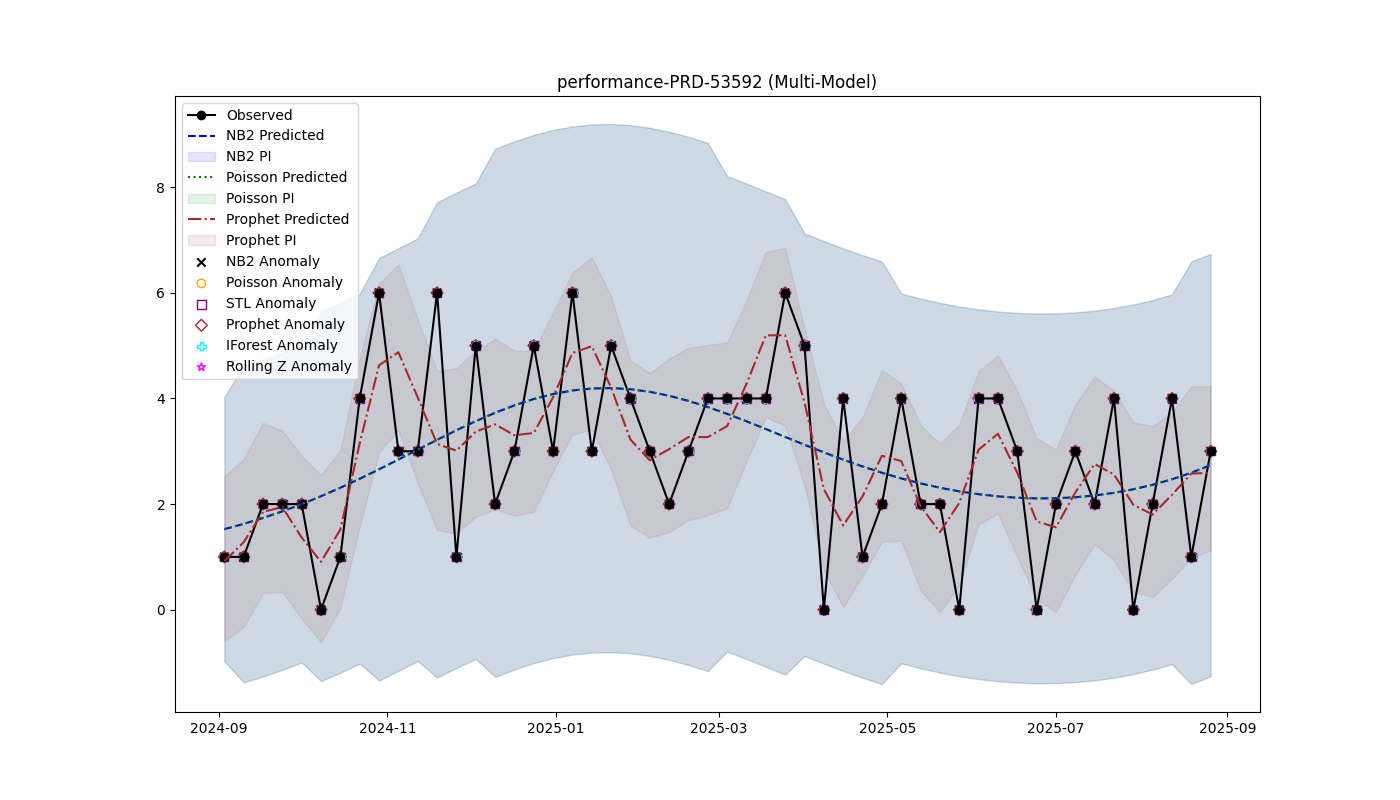 performance-PRD-53592 (Multi-Model)
Observed
NB2 Predicted
NB2 PI
Poisson Predicted
Poisson PI
Prophet Predicted
Prophet PI
NB2 Anomaly
Poisson Anomaly
STL Anomaly
Prophet Anomaly
IForest Anomaly
Rolling Z Anomaly
8
6
4
2
0
2024-09 2024-11 2025-01 2025-03 2025-05 2025-07 2025-09